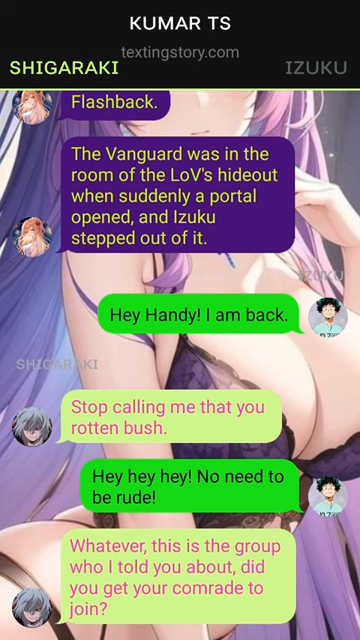 KUMAR TS
textingstory.com
SHIGARAKI
IZUKU
Flashback.
The Vanguard was in the
room of the LoV's hideout
when suddenly a portal
opened, and Izuku
stepped out of it.
IZUKU
Hey Handy! I am back.
SHIGARAKI
Stop calling me that you
rotten bush.
Hey hey hey! No need to
be rude!
Whatever, this is the group
who I told you about, did
you get your comrade to
join?